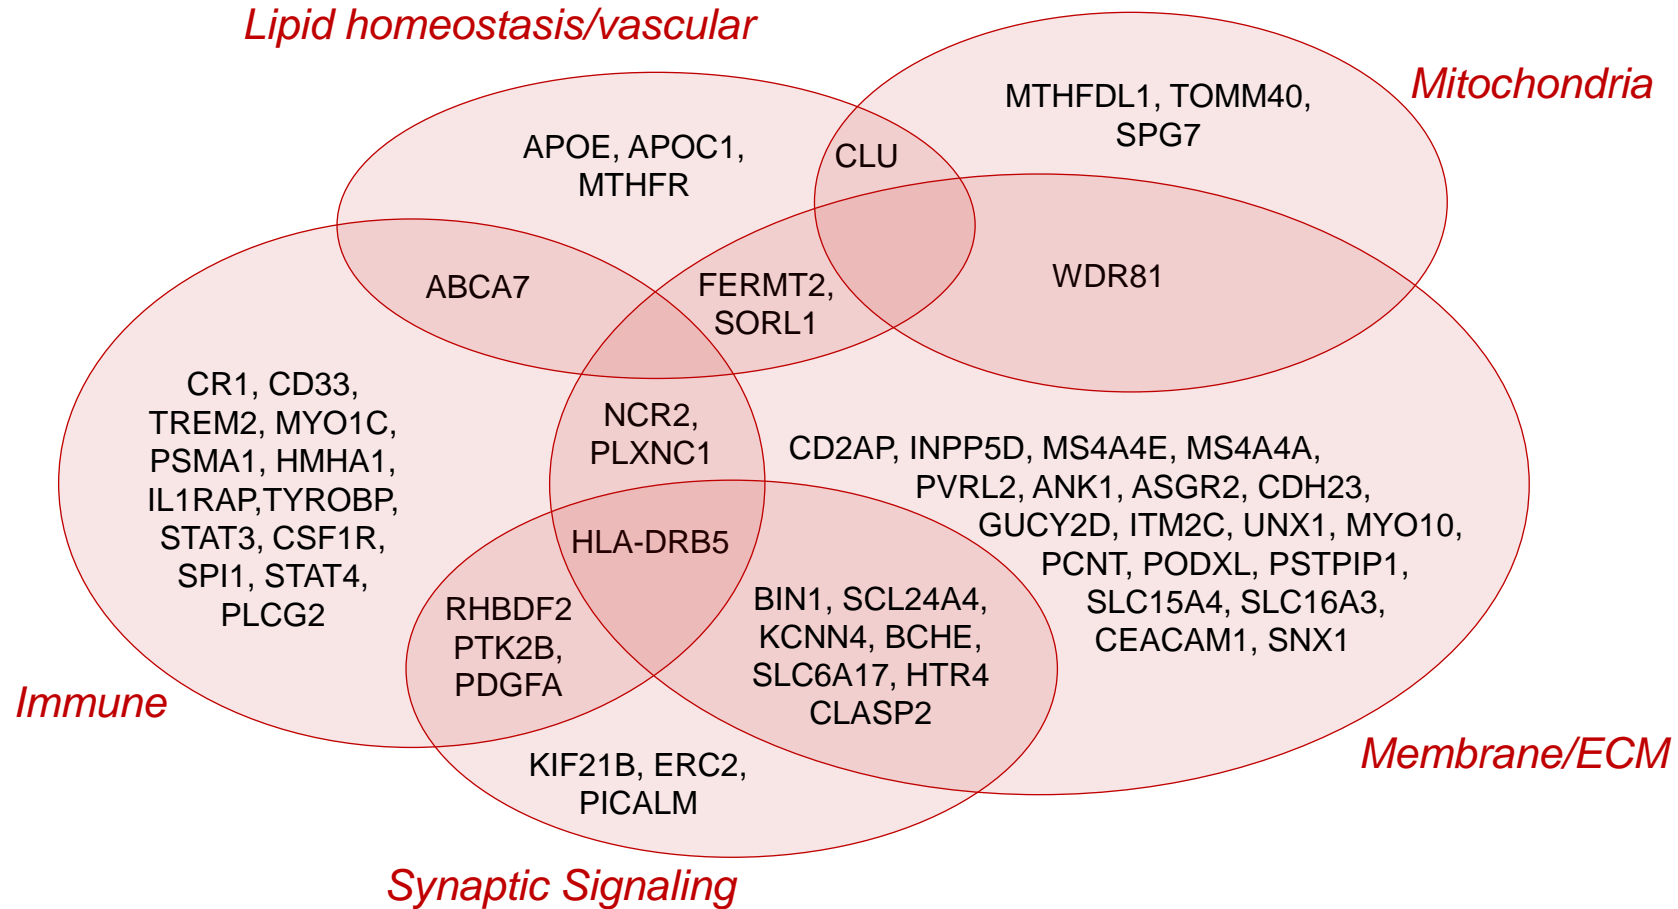 Lipid homeostasis/vascular
Mitochondria
MTHFDL1, TOMM40,
SPG7
APOE, APOC1,
MTHFR
CLU
ABCA7
FERMT2,
SORL1
WDR81
CR1, CD33,
TREM2, MYO1C,
PSMA1, HMHA1,
IL1RAP,TYROBP,
STAT3, CSF1R,
SPI1, STAT4,
PLCG2
NCR2,
PLXNC1
CD2AP, INPP5D, MS4A4E, MS4A4A,
PVRL2, ANK1, ASGR2, CDH23,
GUCY2D, ITM2C, UNX1, MYO10,
PCNT, PODXL, PSTPIP1,
SLC15A4, SLC16A3,
CEACAM1, SNX1
HLA-DRB5
RHBDF2
PTK2B,
PDGFA
BIN1, SCL24A4,
KCNN4, BCHE,
SLC6A17, HTR4
CLASP2
Immune
Membrane/ECM
KIF21B, ERC2,
PICALM
Synaptic Signaling